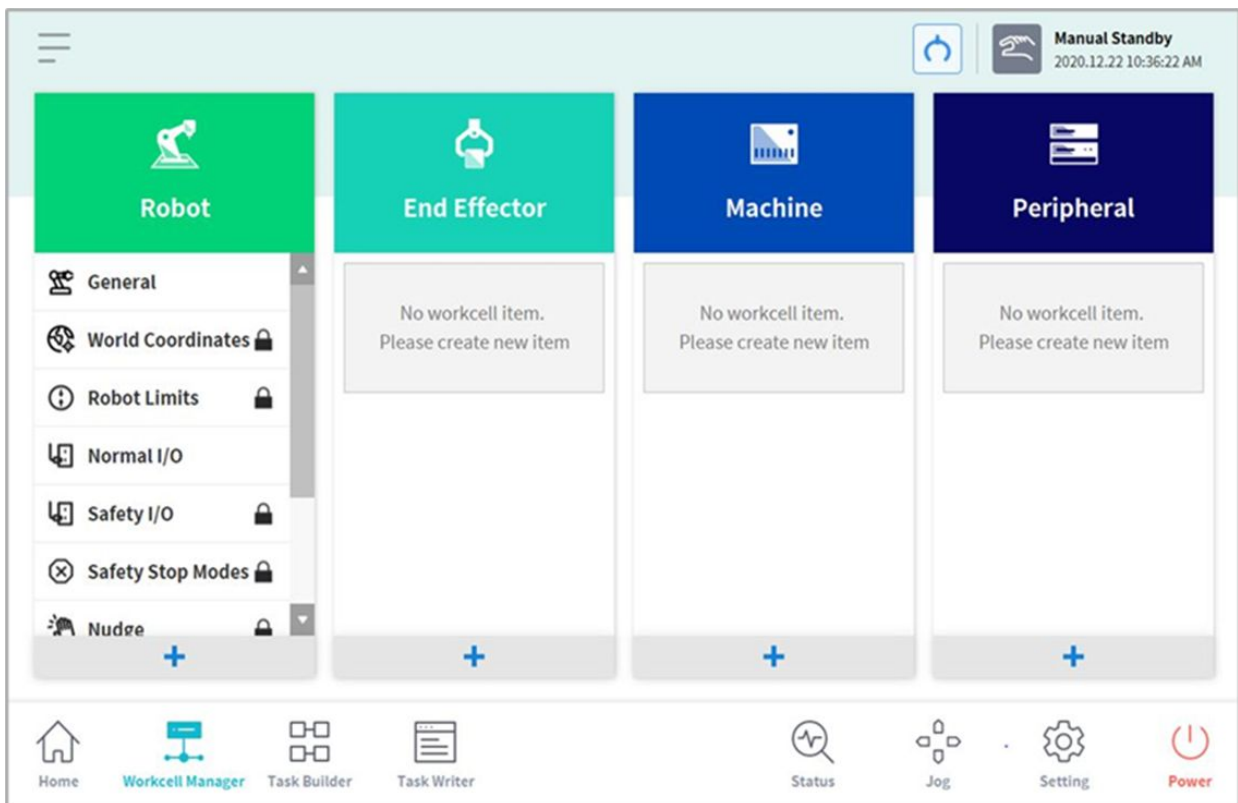 Manual Standby
2020.12.22 10:36:22 AM
Robot
End Effector
Machine
Peripheral
General
World Coordinates
Robot Limits
Normal I/O
Safety I/O
Safety Stop Modes
Nudge
No workcell item.
Please create new item
No workcell item.
Please create new item
No workcell item.
Please create new item
Home
Workcell Manager
Task Builder
Task Writer
Status
Jog
Setting
Power